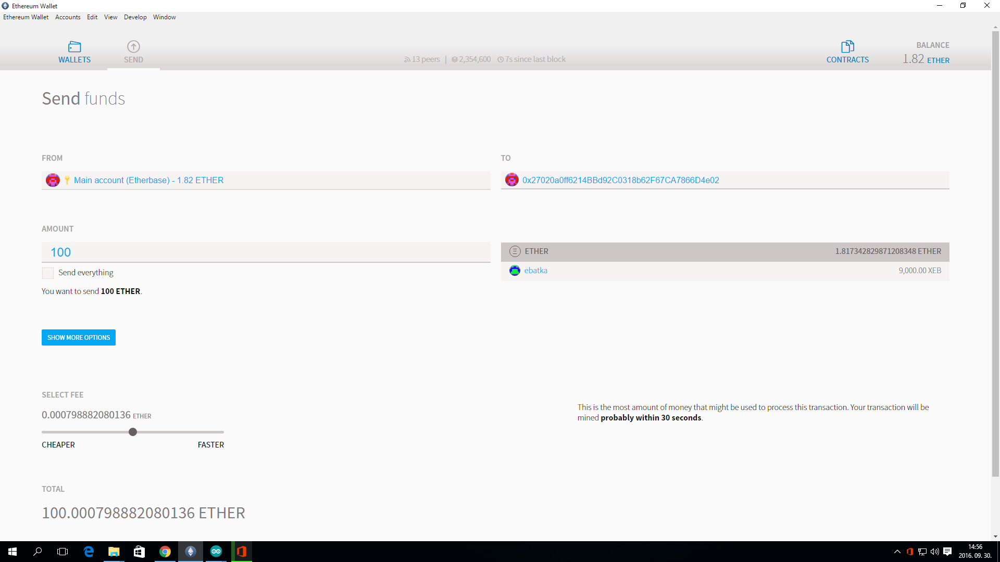 Ethereum Wallet
Ethereum Wallet Accounts Edit View Develop Window
WALLETS
SEND
13 peers | 2,354,600 7s since last block
CONTRACTS
BALANCE
1.82 ETHER
Send funds
FROM
Main account (Etherbase) - 1.82 ETHER
TO
0x27020a0ff6214BBd92C0318b62F67CA7866D4e02
AMOUNT
100
Send everything
You want to send 100 ETHER.
ETHER 1.817342829871208348 ETHER
ebatka 9,000.00 XEB
SHOW MORE OPTIONS
SELECT FEE
0.000798882080136 ETHER
CHEAPER FASTER
This is the most amount of money that might be used to process this transaction. Your transaction will be
mined probably within 30 seconds.
TOTAL
100.000798882080136 ETHER
14:56
2016. 09. 30.